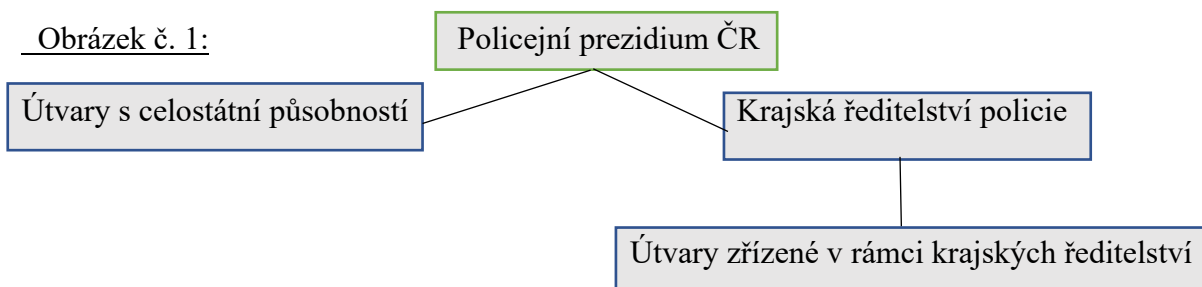 Obrázek č. 1:
Policejní prezidium ČR
Útvary s celostátní působností
Krajská ředitelství policie
Útvary zřízené v rámci krajských ředitelství